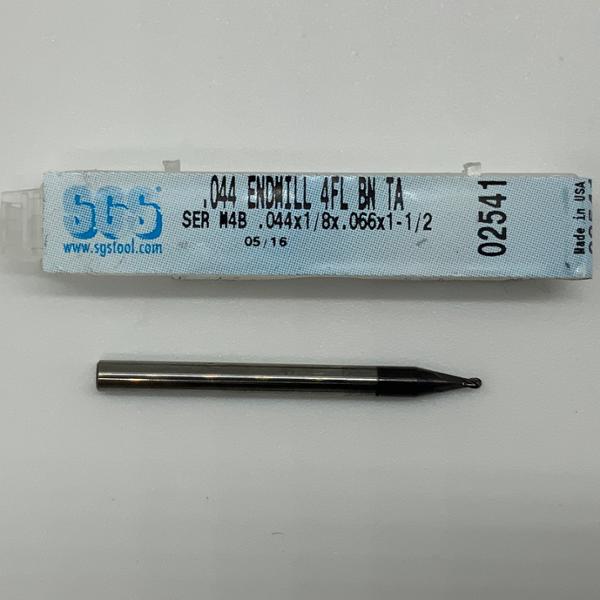 SGS
www.sgstool.com
.044 ENDMILL 4FL BN TA
SER M4B .044x1/8x.066x1-1/2
05/16
02541
Made in USA